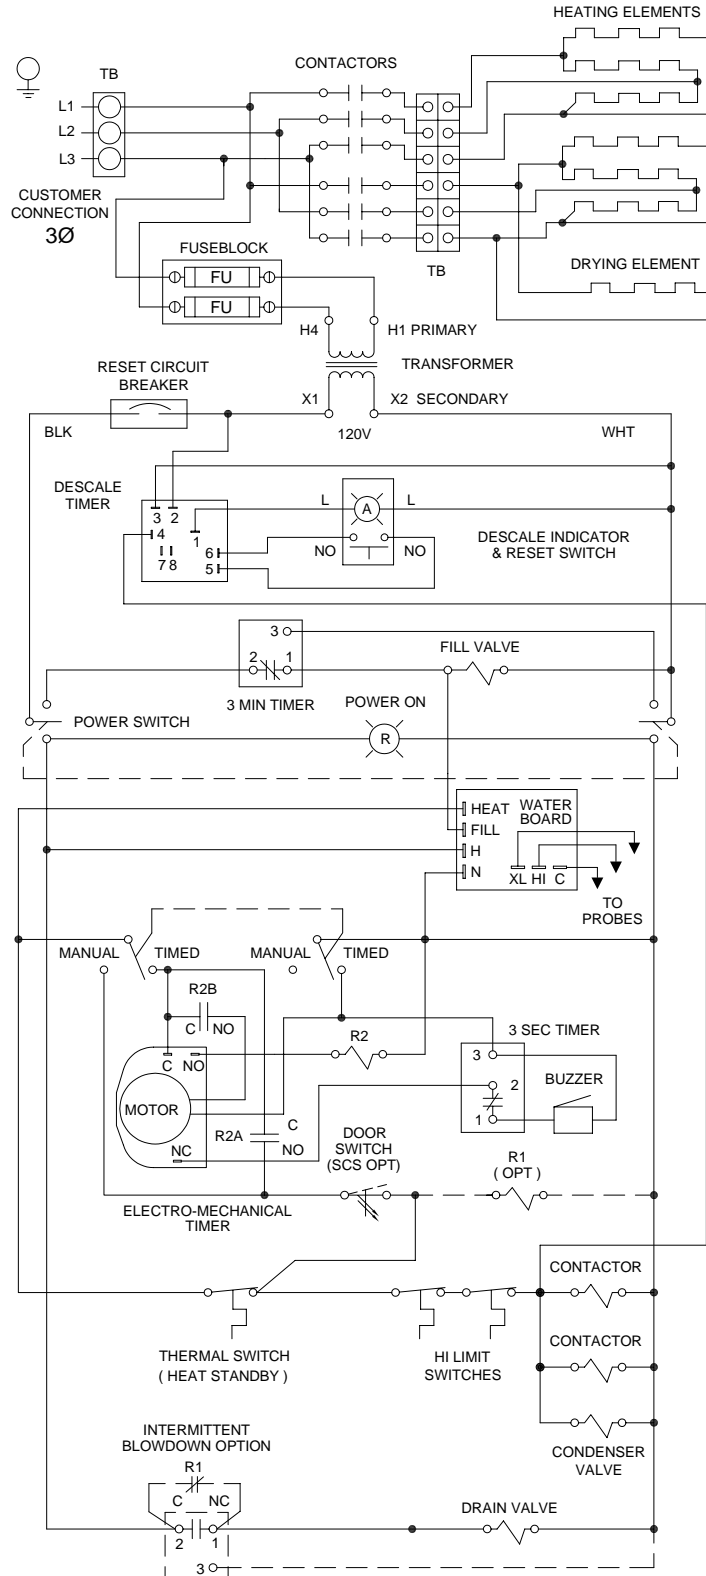 HEATING ELEMENTS
CONTACTORS
TB
L1
L2
L3
CUSTOMER
CONNECTION
3Ø
FUSEBLOCK
FU
FU
TB
DRYING ELEMENT
H4
H1 PRIMARY
TRANSFORMER
RESET CIRCUIT
BREAKER
X1
X2 SECONDARY
BLK
120V
WHT
DESCALE
TIMER
3 2
4
1
7 8
6
5
L
A
L
NO
NO
DESCALE INDICATOR
& RESET SWITCH
3
2
1
3 MIN TIMER
FILL VALVE
POWER SWITCH
POWER ON
R
HEAT
FILL
H
N
WATER
BOARD
XL HI C
TO
PROBES
MANUAL
TIMED
MANUAL
TIMED
R2B
C
NO
C NO
MOTOR
NC
R2
R2A
C
NO
3 SEC TIMER
3
2
1
BUZZER
DOOR
SWITCH
(SCS OPT)
R1
( OPT )
ELECTRO-MECHANICAL
TIMER
THERMAL SWITCH
( HEAT STANDBY )
HI LIMIT
SWITCHES
CONTACTOR
CONTACTOR
CONDENSER
VALVE
INTERMITTENT
BLOWDOWN OPTION
R1
C
NC
2
1
3
DRAIN VALVE